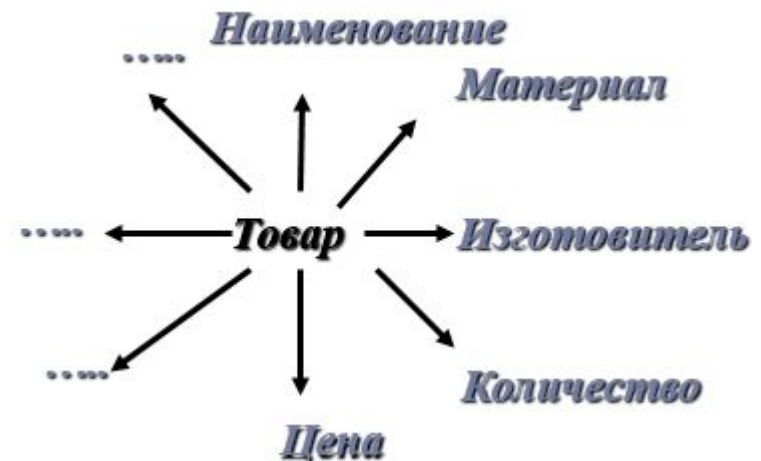 Наименование
.....
Материал
.....
Товар
Изготовитель
.....
Количество
Цена